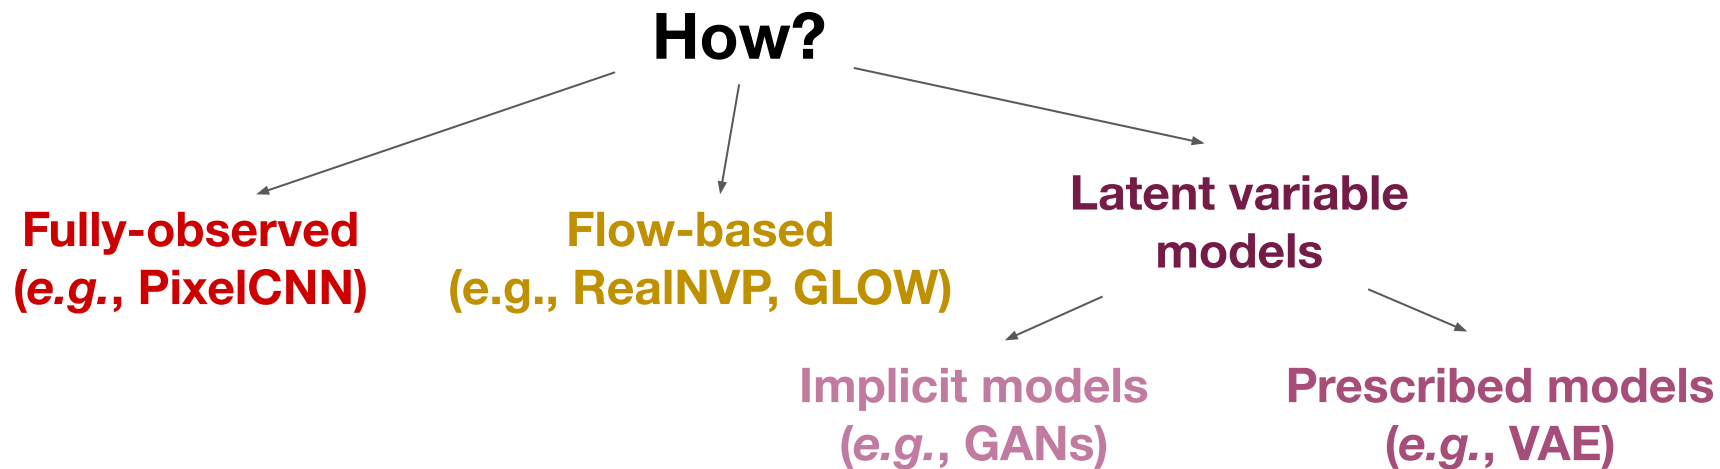 How?
Fully-observed
(e.g., PixelCNN)
Flow-based
(e.g., RealNVP, GLOW)
Latent variable
models
Implicit models
(e.g., GANs)
Prescribed models
(e.g., VAE)